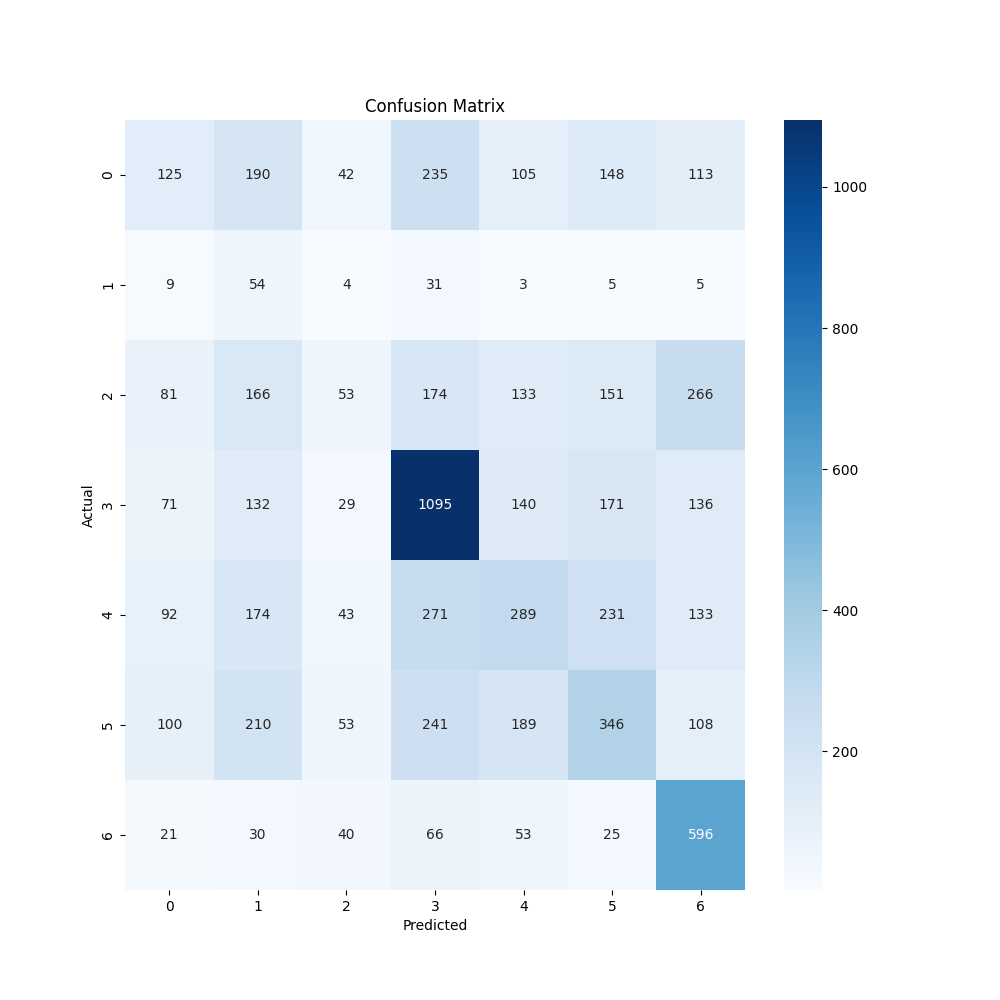 Confusion Matrix
0 125 190 42 235 105 148 113
1 9 54 4 31 3 5 5
2 81 166 53 174 133 151 266
3 71 132 29 1095 140 171 136
4 92 174 43 271 289 231 133
5 100 210 53 241 189 346 108
6 21 30 40 66 53 25 596
0 1 2 3 4 5 6
Predicted
Actual
1000
800
600
400
200